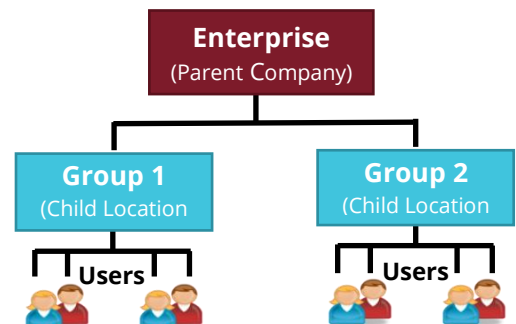 Enterprise
(Parent Company)
Group 1
(Child Location
Group 2
(Child Location
Users
Users